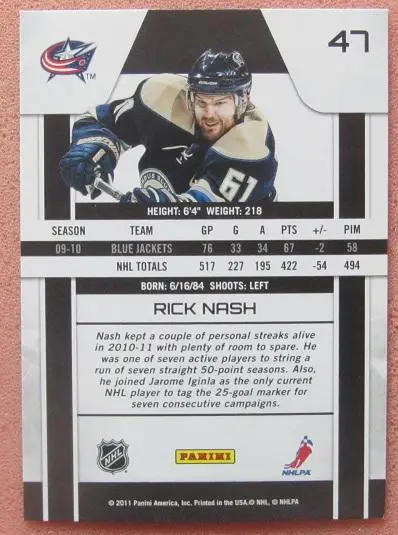 47
TM
61
61
HEIGHT: 6'4" WEIGHT: 218
SEASON TEAM GP G A PTS +/- PIM
09-10 BLUE JACKETS 76 33 34 67 -2 58
NHL TOTALS 517 227 195 422 -54 494
BORN: 6/16/84 SHOOTS: LEFT
RICK NASH
Nash kept a couple of personal streaks alive
in 2010-11 with plenty of room to spare. He
was one of seven active players to string a
run of seven straight 50-point seasons. Also,
he joined Jarome Iginla as the only current
NHL player to tag the 25-goal marker for
seven consecutive campaigns.
NHL
PANINI
NHLPA
© 2011 Panini America, Inc. Printed in the USA. © NHL, © NHLPA